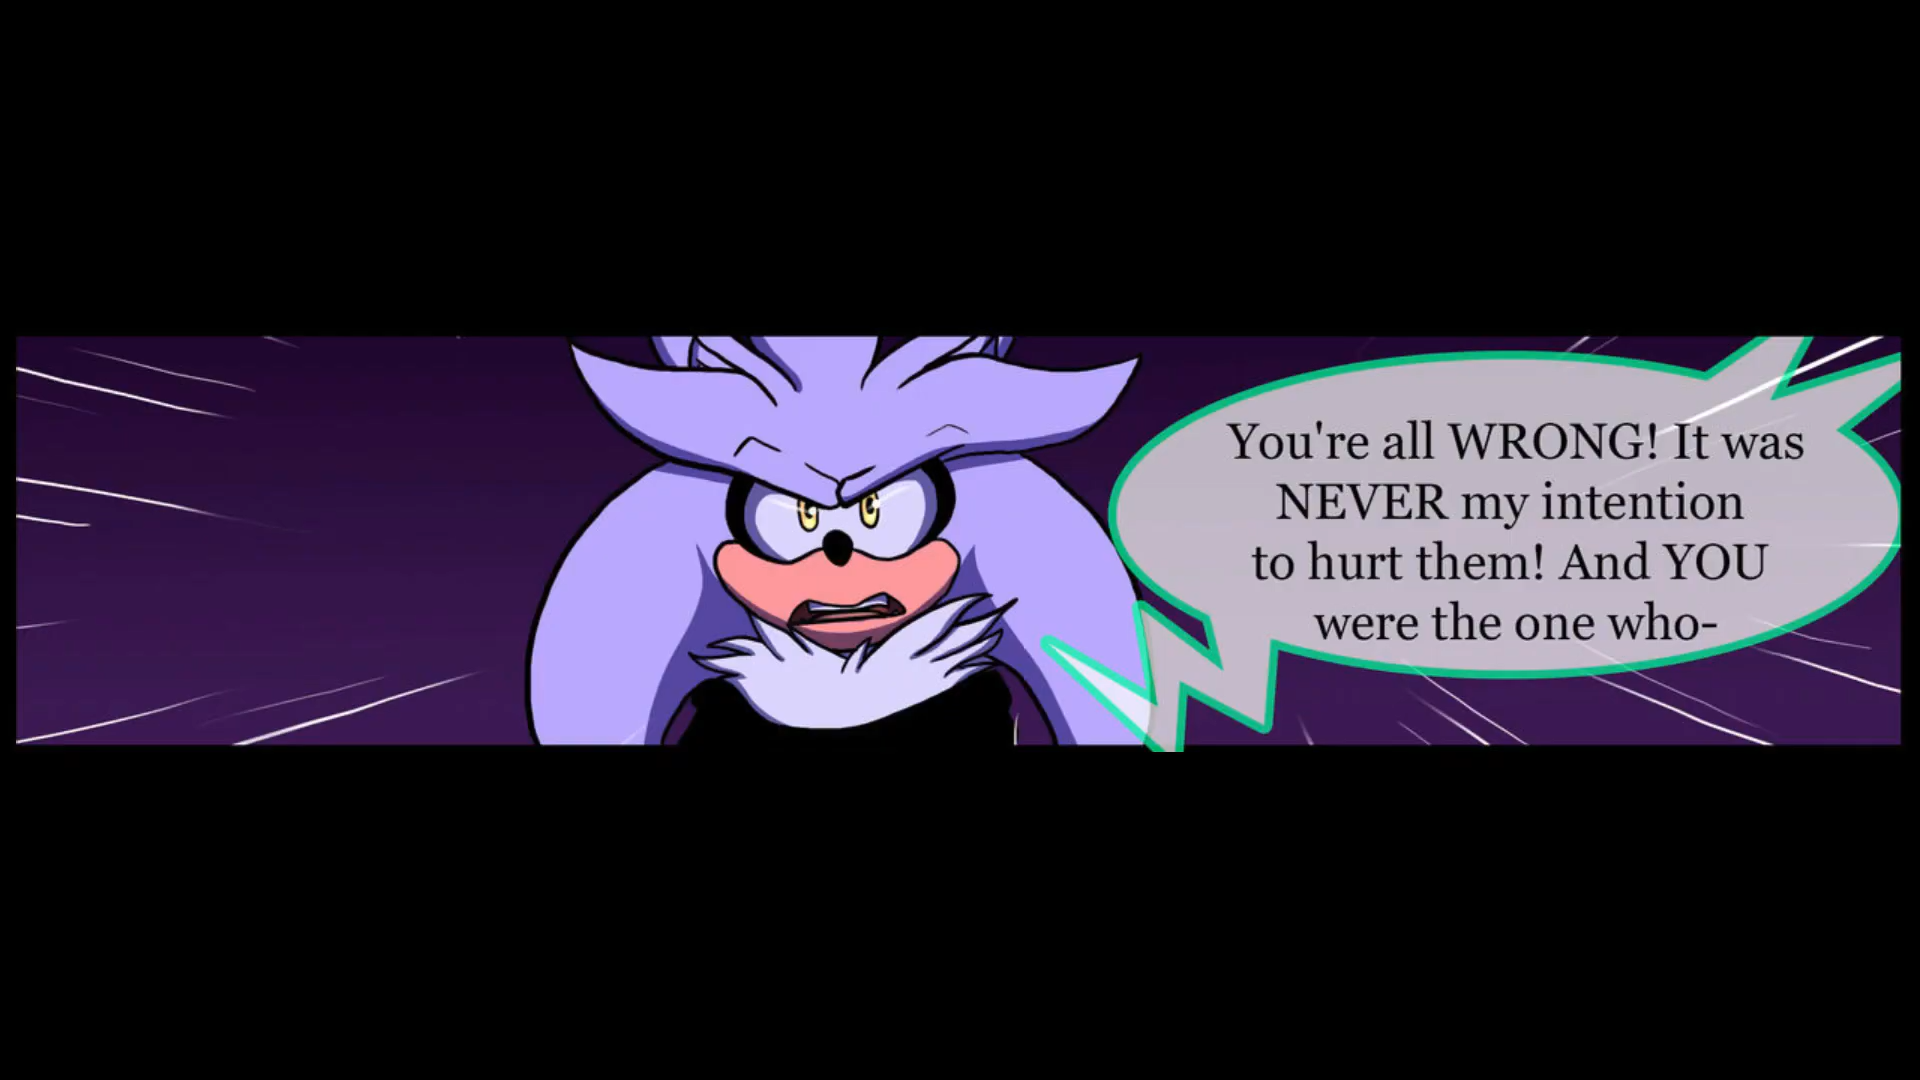 You're all WRONG! It was
NEVER my intention
to hurt them! And YOU
were the one who-